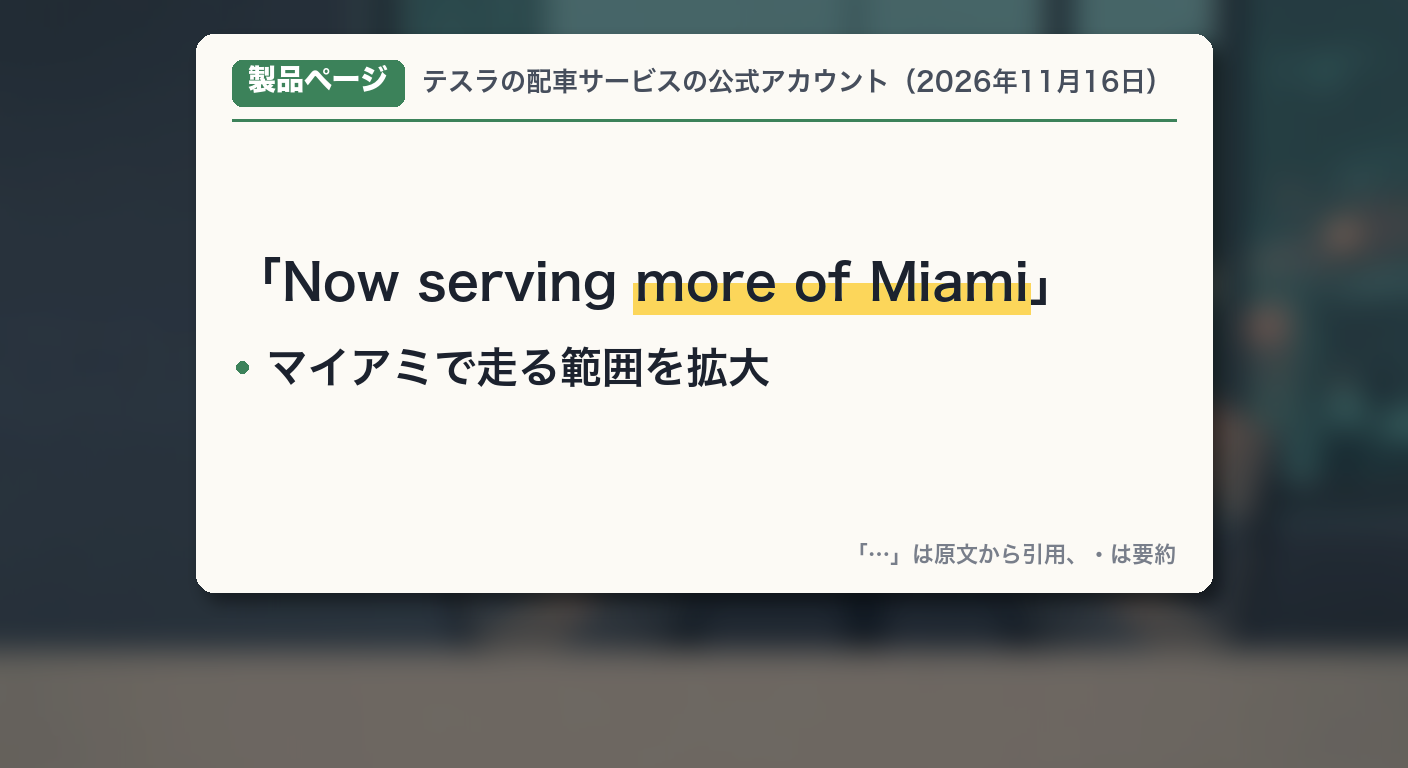 製品ページ テスラの配車サービスの公式アカウント（2026年11月16日）
「Now serving more of Miami」
• マイアミで走る範囲を拡大
「…」は原文から引用、・は要約